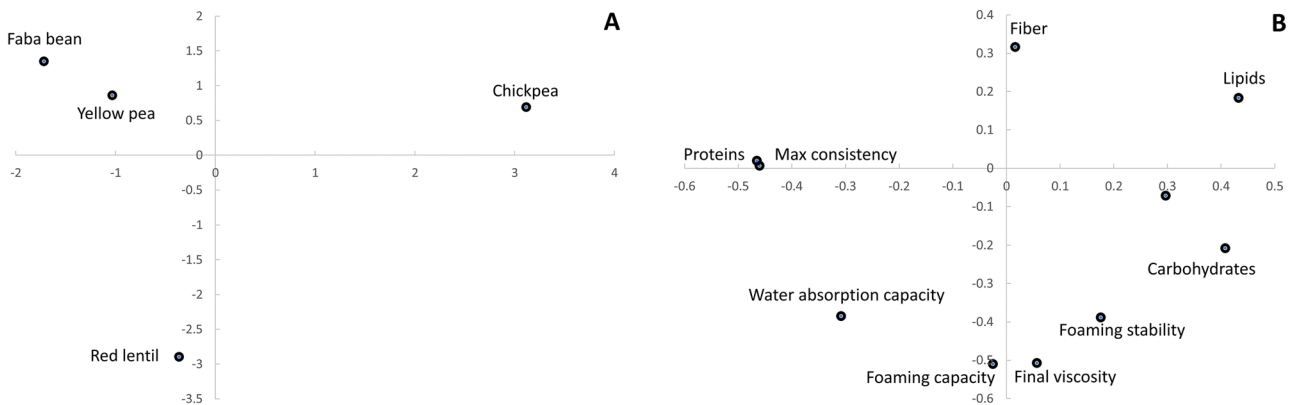 A
2
Faba bean
1.5
1
Yellow pea
Chickpea
0.5
0
-2
-1
0
1
2
3
4
-0.5
-1
-1.5
-2
-2.5
Red lentil
-3
-3.5
B
0.4
Fiber
0.3
Lipids
0.2
0.1
Proteins
Max consistency
0
-0.6
-0.5
-0.4
-0.3
-0.2
-0.1
0
0.1
0.2
0.3
0.4
0.5
-0.1
-0.2
Carbohydrates
-0.3
Water absorption capacity
-0.4
Foaming stability
-0.5
Foaming capacity
Final viscosity
-0.6